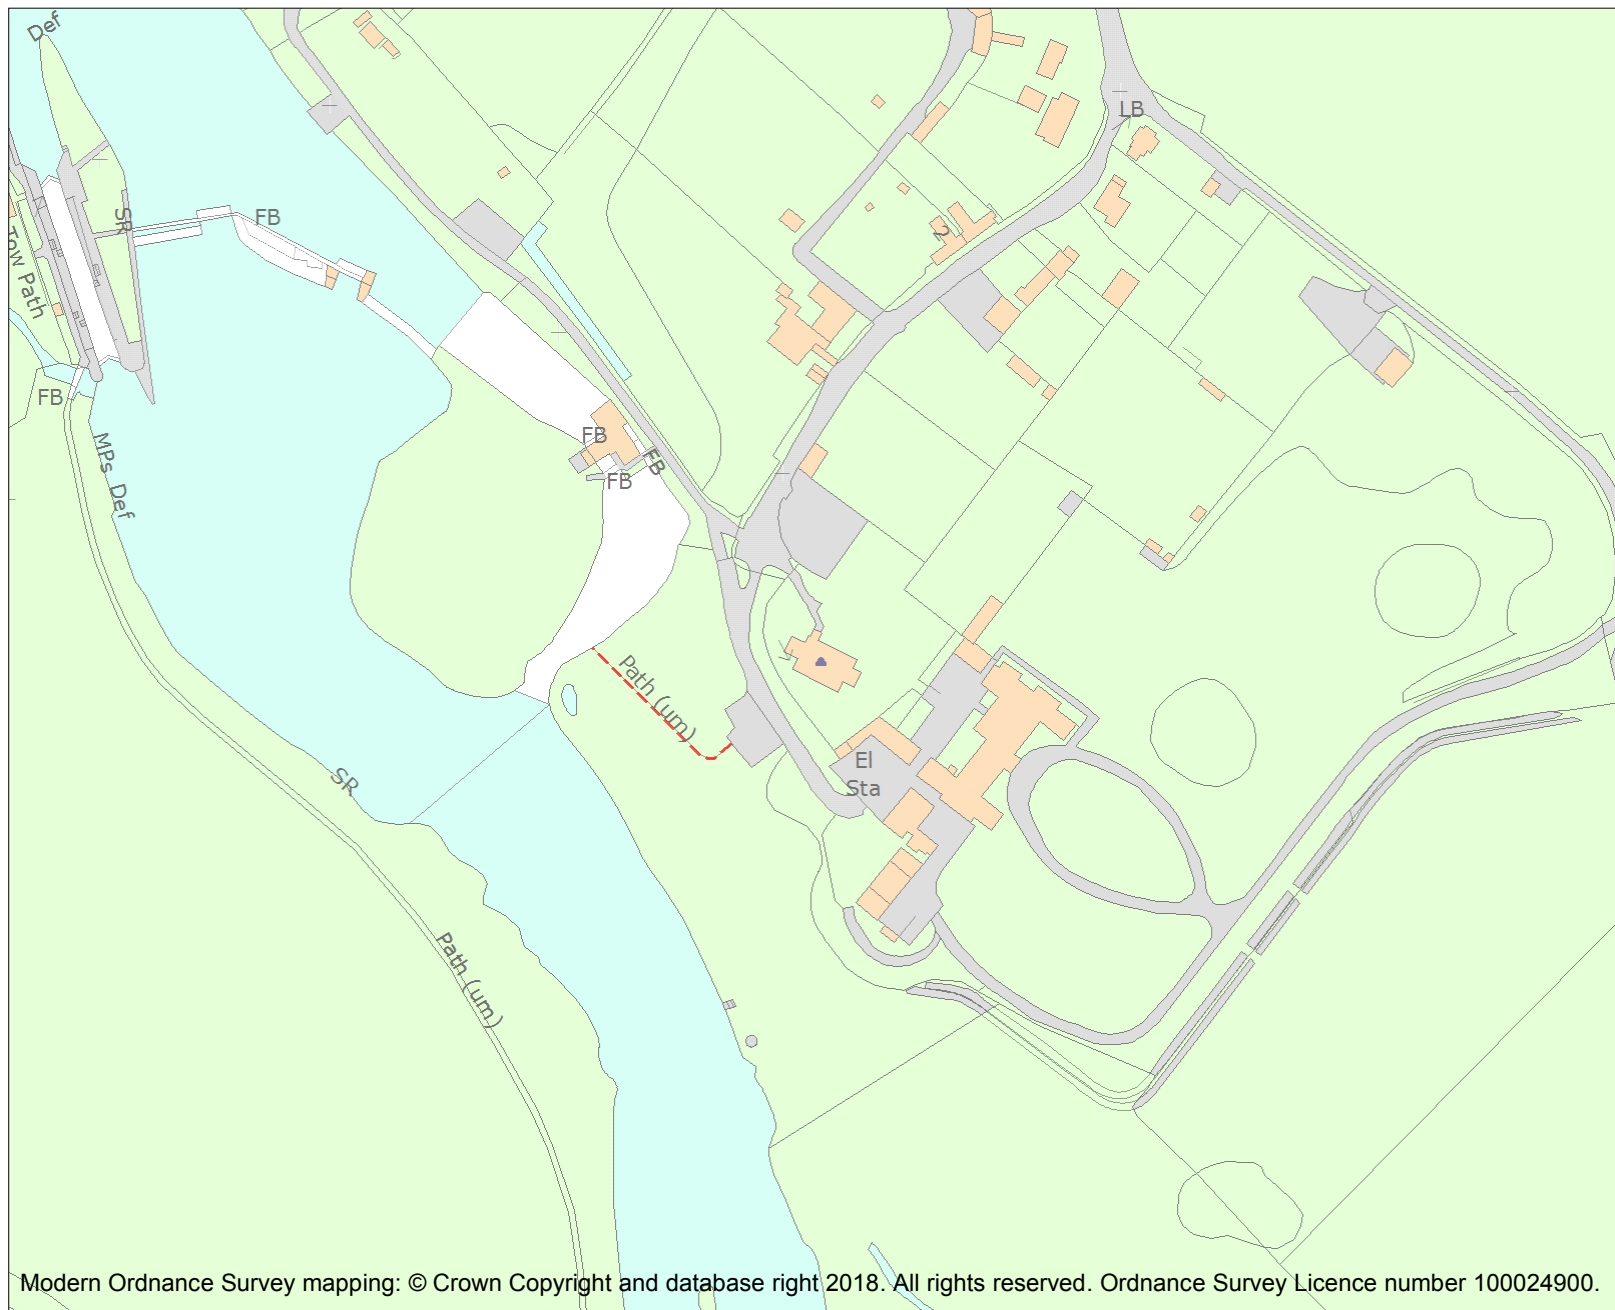 Def
LB
SR
FB
2
Tow Path
FB
FB
FB
FB
MPs Def
Path (um)
El
Sta
SR
Path (um)
Modern Ordnance Survey mapping: © Crown Copyright and database right 2018. All rights reserved. Ordnance Survey Licence number 100024900.